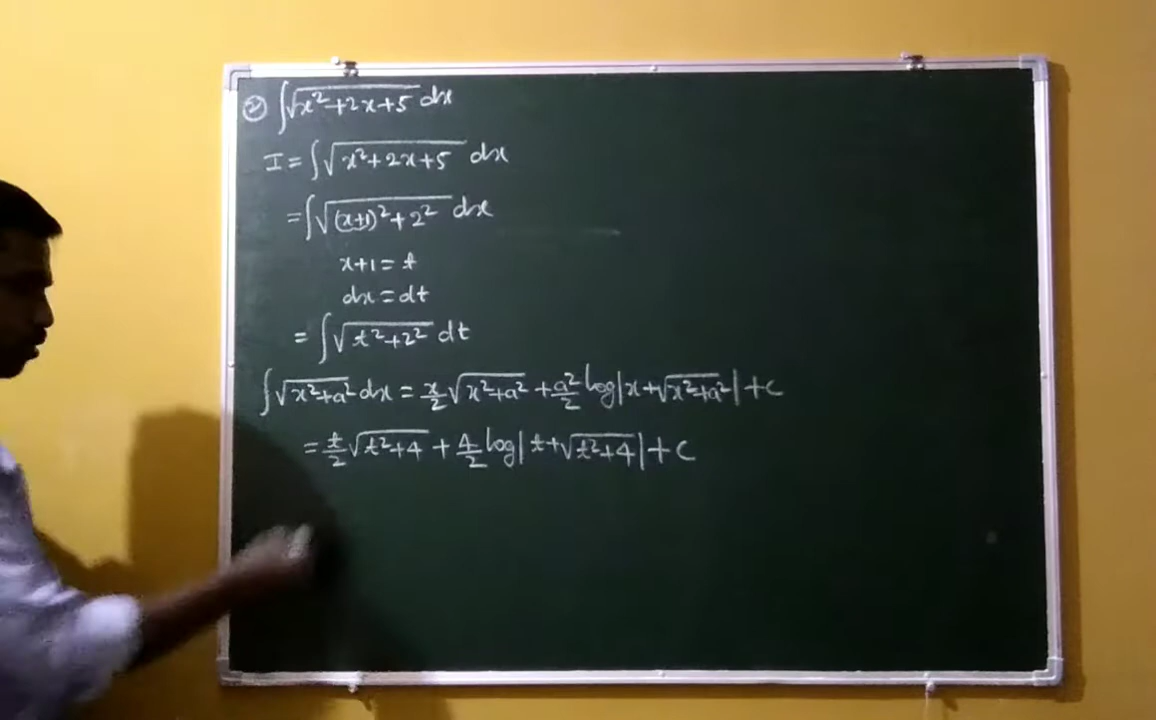 ② ∫√(x²+2x+5) dx
I = ∫√(x²+2x+5) dx
= ∫√((x+1)²+2²) dx
x+1 = t
dx = dt
= ∫√(t²+2²) dt
∫√(x²+a²) dx = x/2 √(x²+a²) + a²/2 log|x+√(x²+a²)| + c
= t/2 √(t²+4) + 4/2 log|t+√(t²+4)| + c